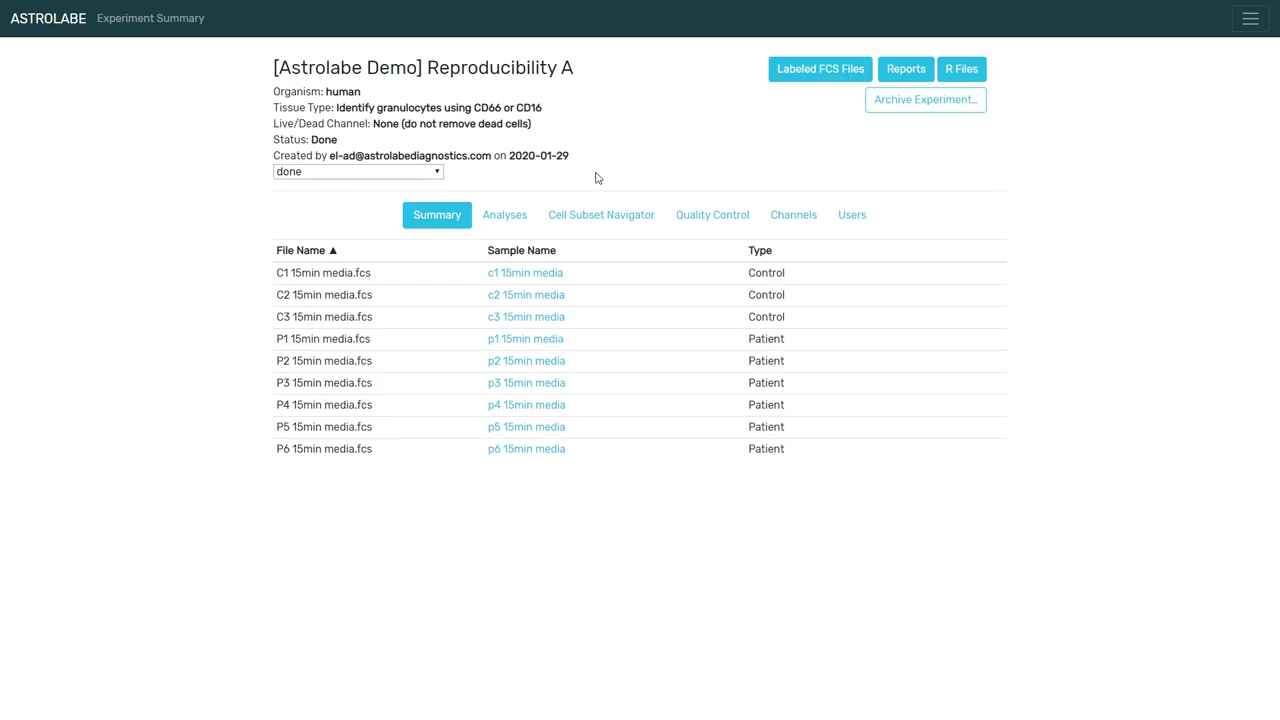 ASTROLABE Experiment Summary
[Astrolabe Demo] Reproducibility A
Labeled FCS Files Reports R Files
Archive Experiment...
Organism: human
Tissue Type: Identify granulocytes using CD66 or CD16
Live/Dead Channel: None (do not remove dead cells)
Status: Done
Created by el-ad@astrolabediagnostics.com on 2020-01-29
done
Summary Analyses Cell Subset Navigator Quality Control Channels Users
File Name ▲ Sample Name Type
C1 15min media.fcs c1 15min media Control
C2 15min media.fcs c2 15min media Control
C3 15min media.fcs c3 15min media Control
P1 15min media.fcs p1 15min media Patient
P2 15min media.fcs p2 15min media Patient
P3 15min media.fcs p3 15min media Patient
P4 15min media.fcs p4 15min media Patient
P5 15min media.fcs p5 15min media Patient
P6 15min media.fcs p6 15min media Patient